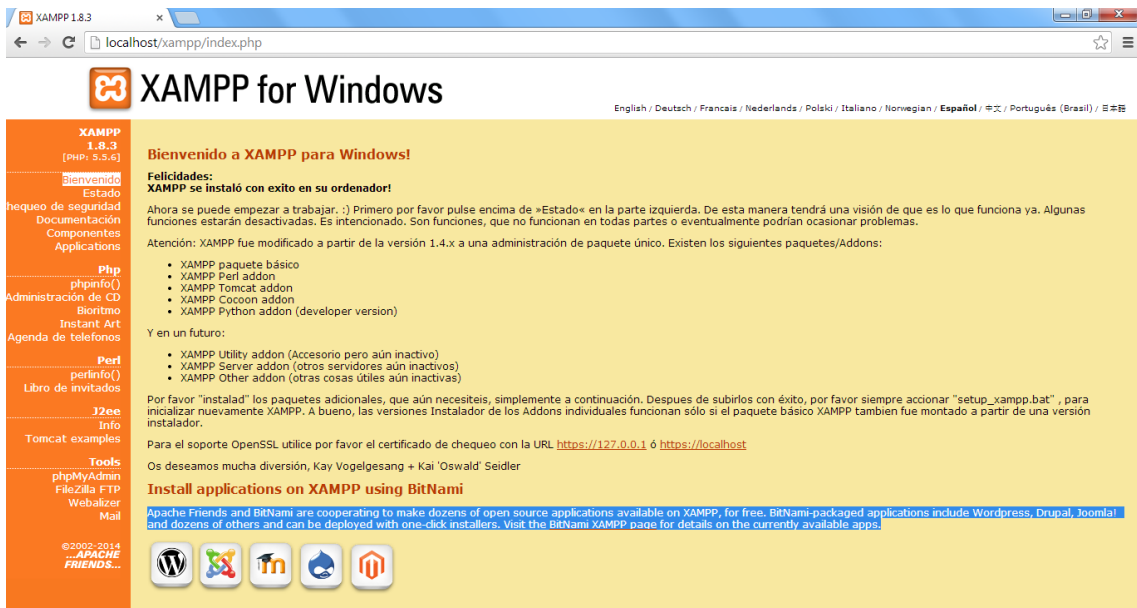 XAMPP 1.8.3
localhost/xampp/index.php
XAMPP for Windows
English / Deutsch / Francais / Nederlands / Polski / Italiano / Norwegian / Español / 中文 / Português (Brasil) / 日本語
XAMPP
1.8.3
[PHP: 5.5.6]
Bienvenido
Estado
hequeo de seguridad
Documentación
Componentes
Applications
Php
phpinfo()
Administración de CD
Bioritmo
Instant Art
Agenda de telefonos
Perl
perlinfo()
Libro de invitados
J2ee
Info
Tomcat examples
Tools
phpMyAdmin
FileZilla FTP
Webalizer
Mail
©2002-2014
...APACHE
FRIENDS...
Bienvenido a XAMPP para Windows!
Felicidades:
XAMPP se instaló con exito en su ordenador!
Ahora se puede empezar a trabajar. :) Primero por favor pulse encima de »Estado« en la parte izquierda. De esta manera tendrá una visión de que es lo que funciona ya. Algunas
funciones estarán desactivadas. Es intencionado. Son funciones, que no funcionan en todas partes o eventualmente podrían ocasionar problemas.
Atención: XAMPP fue modificado a partir de la versión 1.4.x a una administración de paquete único. Existen los siguientes paquetes/Addons:
• XAMPP paquete básico
• XAMPP Perl addon
• XAMPP Tomcat addon
• XAMPP Cocoon addon
• XAMPP Python addon (developer version)
Y en un futuro:
• XAMPP Utility addon (Accesorio pero aún inactivo)
• XAMPP Server addon (otros servidores aún inactivos)
• XAMPP Other addon (otras cosas útiles aún inactivas)
Por favor "instalad" los paquetes adicionales, que aún necesiteis, simplemente a continuación. Despues de subirlos con éxito, por favor siempre accionar "setup_xampp.bat" , para
inicializar nuevamente XAMPP. A bueno, las versiones Instalador de los Addons individuales funcionan sólo si el paquete básico XAMPP tambien fue montado a partir de una versión
instalador.
Para el soporte OpenSSL utilice por favor el certificado de chequeo con la URL https://127.0.0.1 ó https://localhost
Os deseamos mucha diversión, Kay Vogelgesang + Kai 'Oswald' Seidler
Install applications on XAMPP using BitNami
Apache Friends and BitNami are cooperating to make dozens of open source applications available on XAMPP, for free. BitNami-packaged applications include Wordpress, Drupal, Joomla!
and dozens of others and can be deployed with one-click installers. Visit the BitNami XAMPP page for details on the currently available apps.